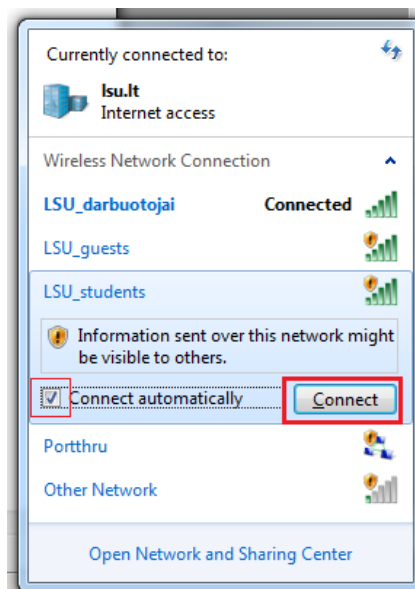 Currently connected to:
lsu.lt
Internet access
Wireless Network Connection
LSU_darbuotojai Connected
LSU_guests
LSU_students
Information sent over this network might
be visible to others.
Connect automatically Connect
Portthru
Other Network
Open Network and Sharing Center